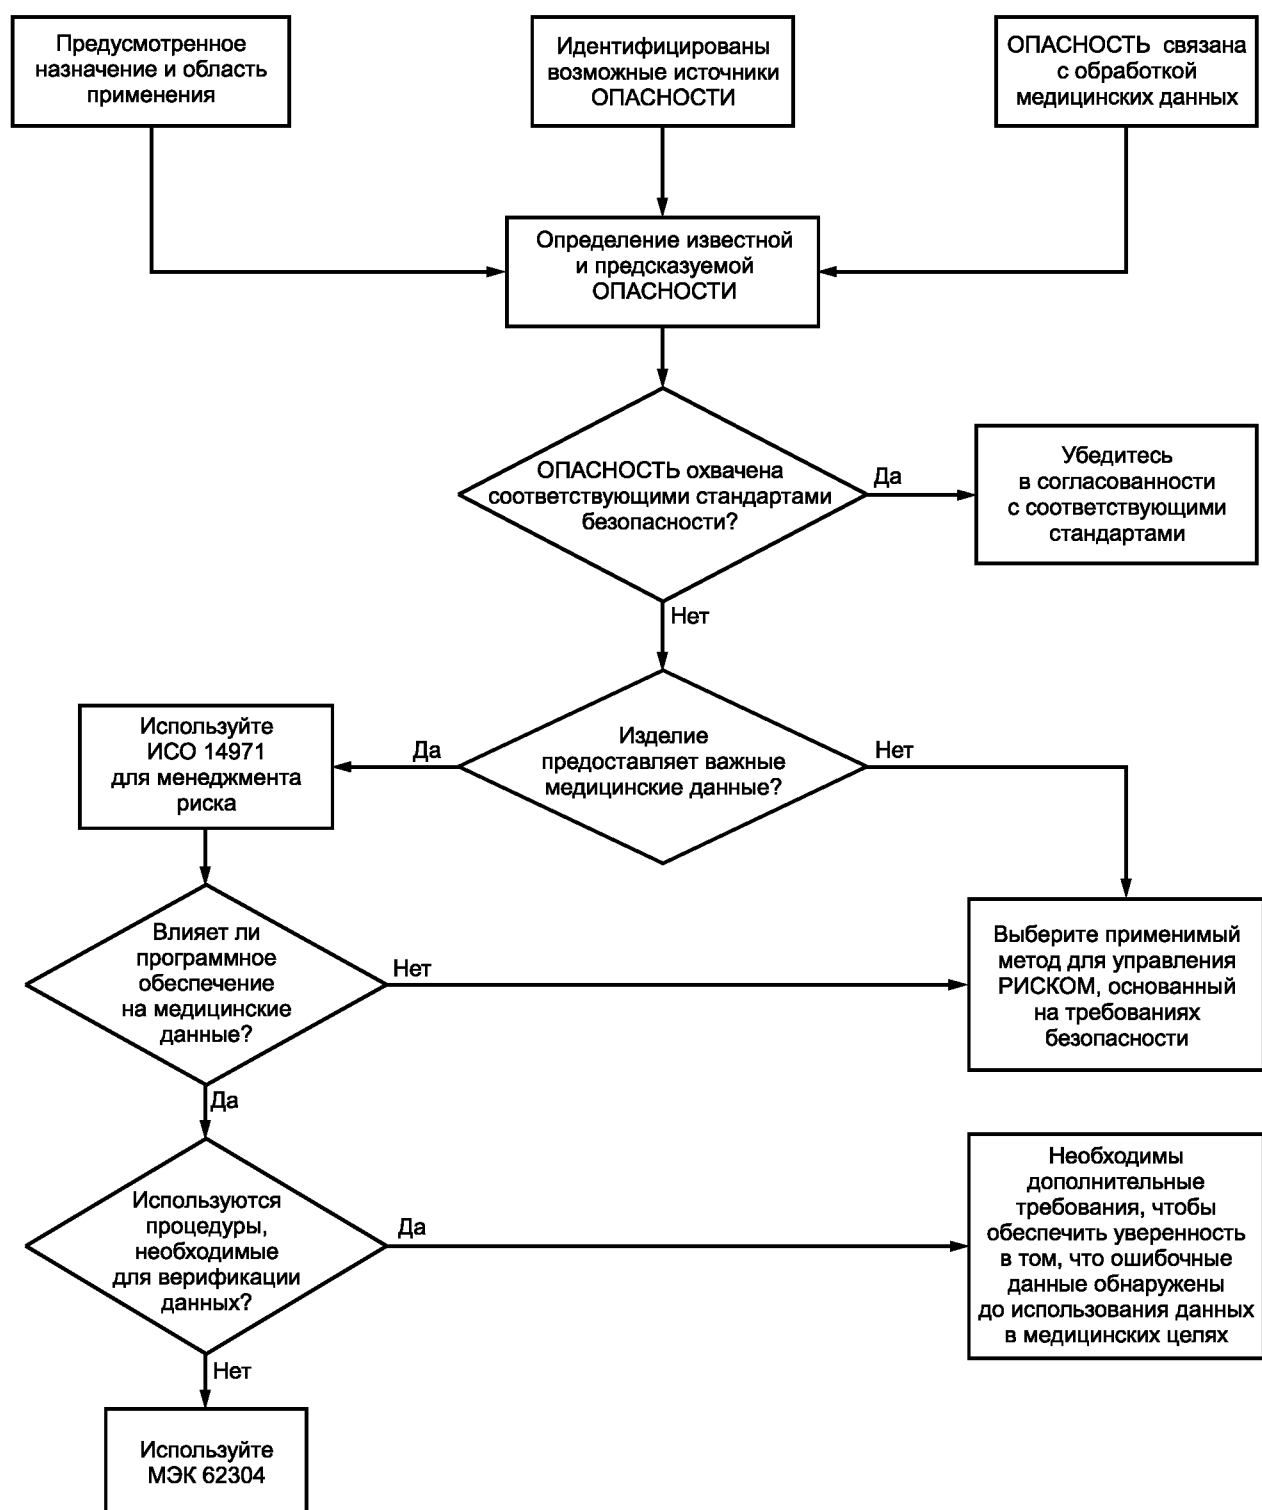 Предусмотренное
назначение и область
применения
Идентифицированы
возможные источники
ОПАСНОСТИ
ОПАСНОСТЬ связана
с обработкой
медицинских данных
Определение известной
и предсказуемой
ОПАСНОСТИ
ОПАСНОСТЬ охвачена
соответствующими стандартами
безопасности?
Да
Убедитесь
в согласованности
с соответствующими
стандартами
Нет
Изделие
предоставляет важные
медицинские данные?
Да
Нет
Используйте
ИСО 14971
для менеджмента
риска
Влияет ли
программное
обеспечение
на медицинские
данные?
Нет
Выберите применимый
метод для управления
РИСКОМ, основанный
на требованиях
безопасности
Да
Используются
процедуры,
необходимые
для верификации
данных?
Да
Необходимы
дополнительные
требования, чтобы
обеспечить уверенность
в том, что ошибочные
данные обнаружены
до использования данных
в медицинских целях
Нет
Используйте
МЭК 62304